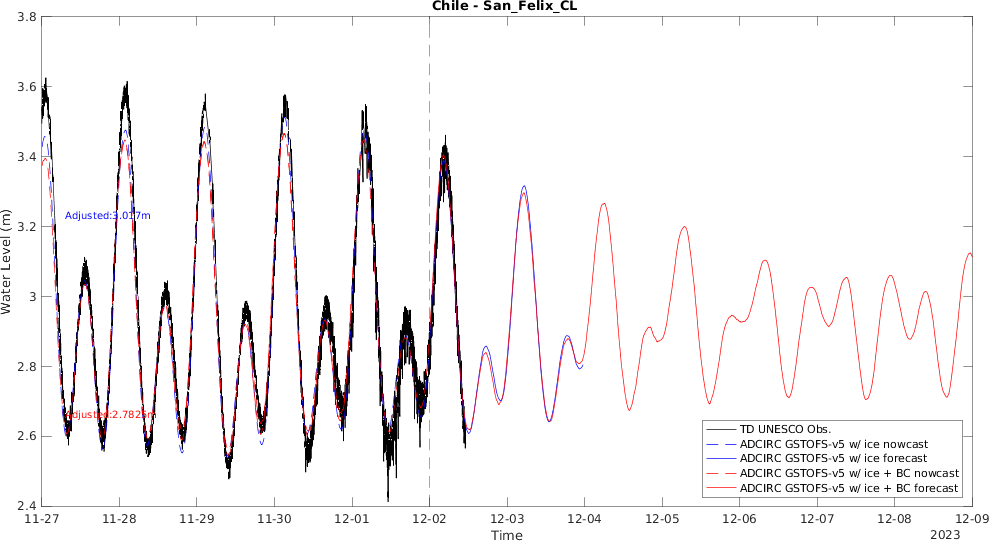 Chile - San_Felix_CL
3.8
3.6
3.4
3.2
3
2.8
2.6
2.4
Water Level (m)
Adjusted:3.017m
Adjusted:2.7825m
TD UNESCO Obs.
ADCIRC GSTOFS-v5 w/ ice nowcast
ADCIRC GSTOFS-v5 w/ ice forecast
ADCIRC GSTOFS-v5 w/ ice + BC nowcast
ADCIRC GSTOFS-v5 w/ ice + BC forecast
11-27 11-28 11-29 11-30 12-01 12-02 12-03 12-04 12-05 12-06 12-07 12-08 12-09
Time
2023